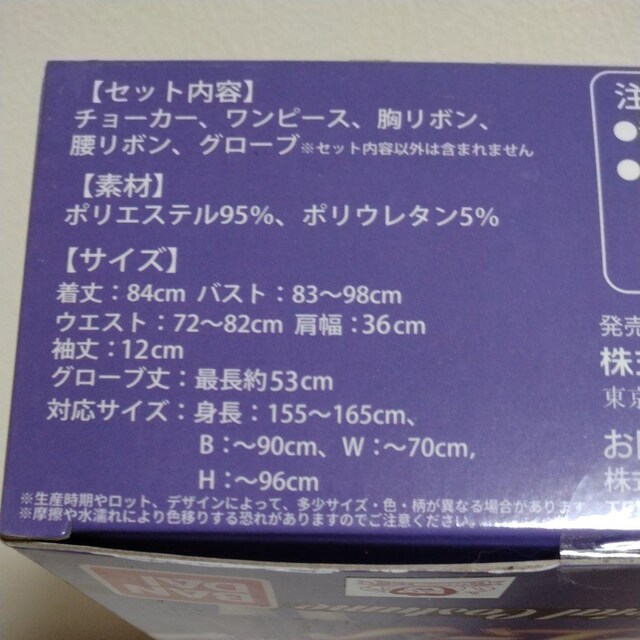 【セット内容】
チョーカー、ワンピース、胸リボン、
腰リボン、グローブ※セット内容以外は含まれません
【素材】
ポリエステル95%、ポリウレタン5%
【サイズ】
着丈：84cm バスト：83～98cm
ウエスト：72～82cm 肩幅：36cm
袖丈：12cm
グローブ丈：最長約53cm
対応サイズ：身長：155～165cm、
B：～90cm、W：～70cm,
H：～96cm
※生産時期やロット、デザインによって、多少サイズ・色・柄が異なる場合があります
※摩擦や水濡れにより色移りする恐れがありますのでご注意ください。
注
●
●
発売
株式
東京
お
株式